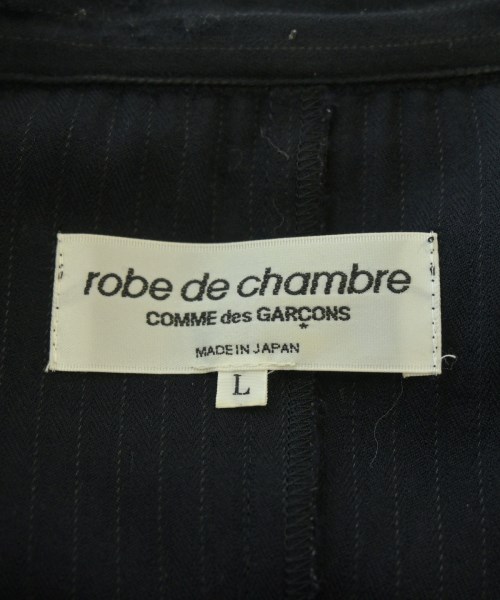 robe de chambre
COMME des GARÇONS
MADE IN JAPAN
L